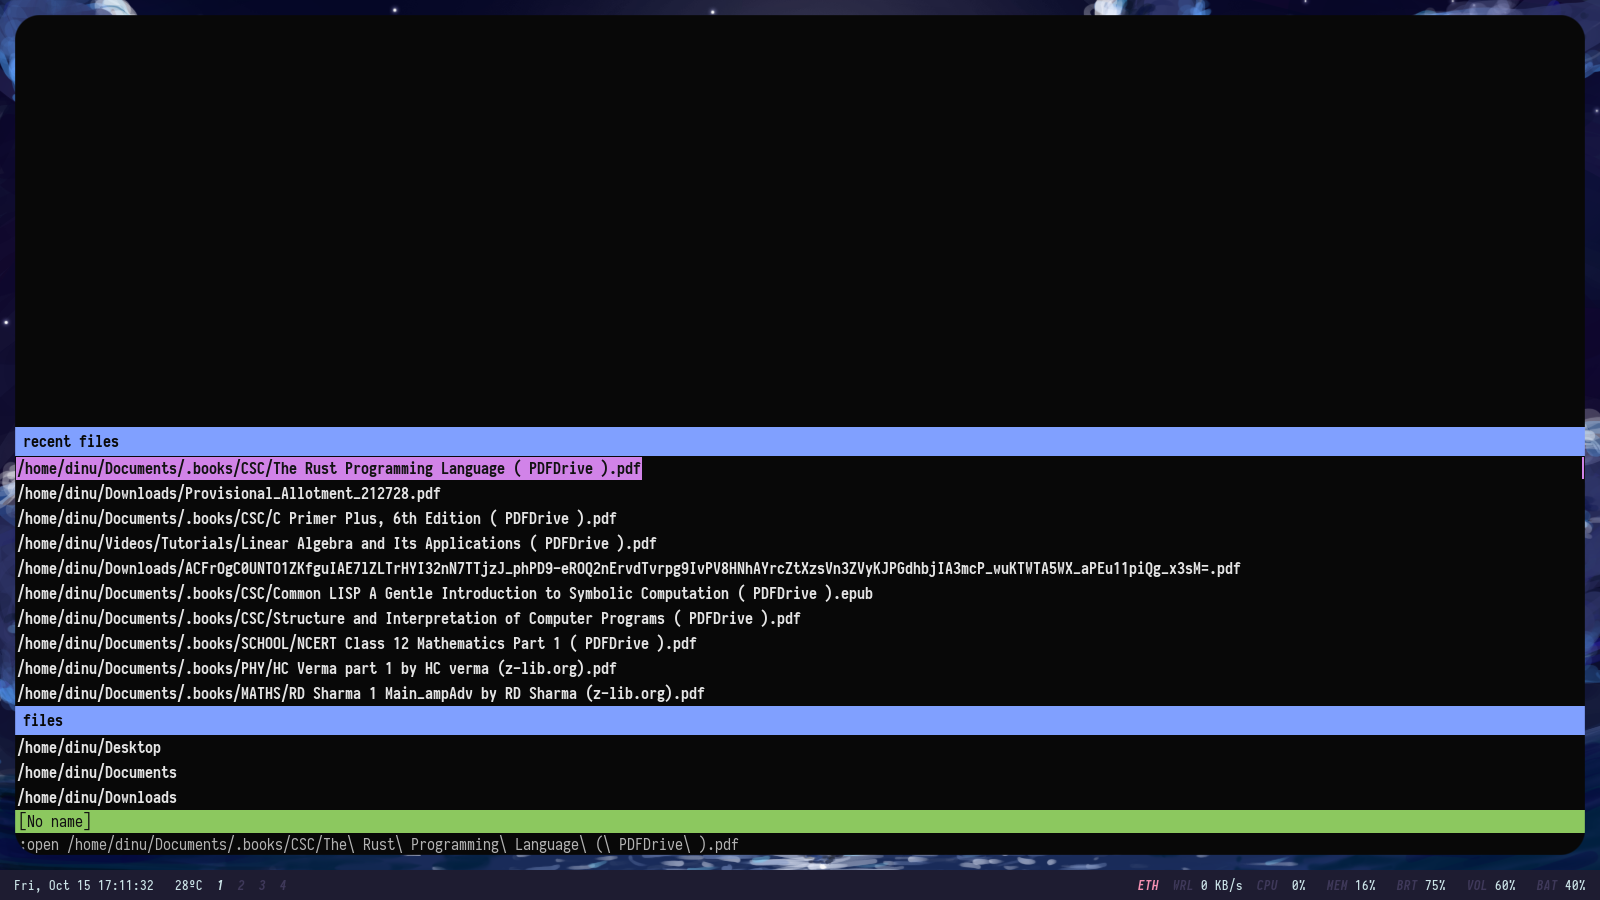 recent files
/home/dinu/Documents/.books/CSC/The Rust Programming Language ( PDFDrive ).pdf
/home/dinu/Downloads/Provisional_Allotment_212728.pdf
/home/dinu/Documents/.books/CSC/C Primer Plus, 6th Edition ( PDFDrive ).pdf
/home/dinu/Videos/Tutorials/Linear Algebra and Its Applications ( PDFDrive ).pdf
/home/dinu/Downloads/ACFrOgC0UNTO1ZKfguIAE7lZLTrHYI32nN7TTjzJ_phPD9-eROQ2nErvdTvrpg9IvPV8HNhAYrcZtXzsVn3ZVyKJPGdhbjIA3mcP_wuKTWTA5WX_aPEu11piQg_x3sM=.pdf
/home/dinu/Documents/.books/CSC/Common LISP A Gentle Introduction to Symbolic Computation ( PDFDrive ).epub
/home/dinu/Documents/.books/CSC/Structure and Interpretation of Computer Programs ( PDFDrive ).pdf
/home/dinu/Documents/.books/SCHOOL/NCERT Class 12 Mathematics Part 1 ( PDFDrive ).pdf
/home/dinu/Documents/.books/PHY/HC Verma part 1 by HC verma (z-lib.org).pdf
/home/dinu/Documents/.books/MATHS/RD Sharma 1 Main_ampAdv by RD Sharma (z-lib.org).pdf
files
/home/dinu/Desktop
/home/dinu/Documents
/home/dinu/Downloads
[No name]
:open /home/dinu/Documents/.books/CSC/The\ Rust\ Programming\ Language\ (\ PDFDrive\ ).pdf
Fri, Oct 15 17:11:32 28ºC 1 2 3 4 ETH WRL 0 KB/s CPU 0% MEM 16% BRT 75% VOL 60% BAT 40%